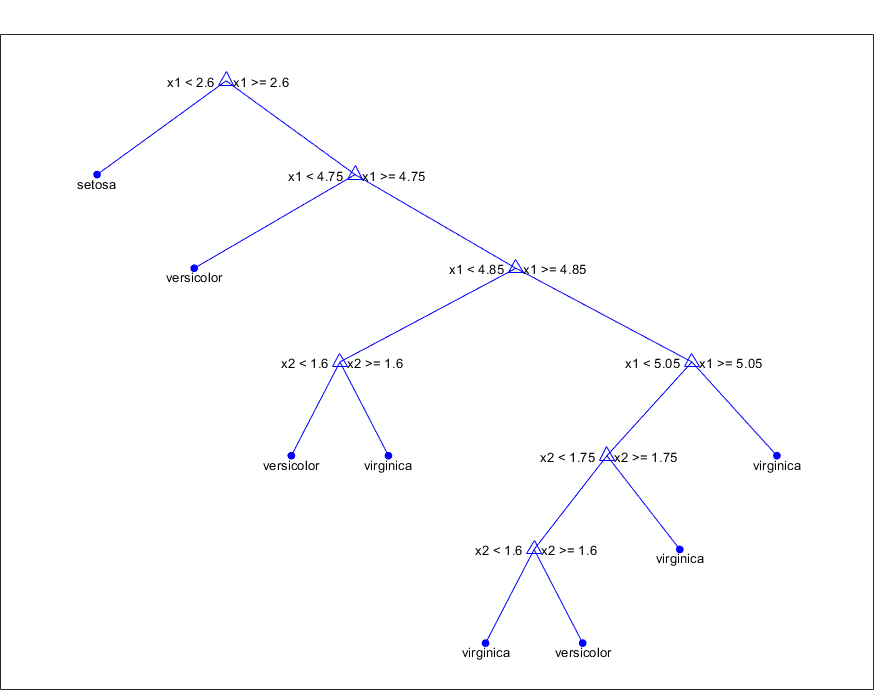 x1 < 2.6 x1 >= 2.6
setosa
x1 < 4.75 x1 >= 4.75
versicolor
x1 < 4.85 x1 >= 4.85
x2 < 1.6 x2 >= 1.6
x1 < 5.05 x1 >= 5.05
versicolor
virginica
x2 < 1.75 x2 >= 1.75
virginica
x2 < 1.6 x2 >= 1.6
virginica
virginica
versicolor